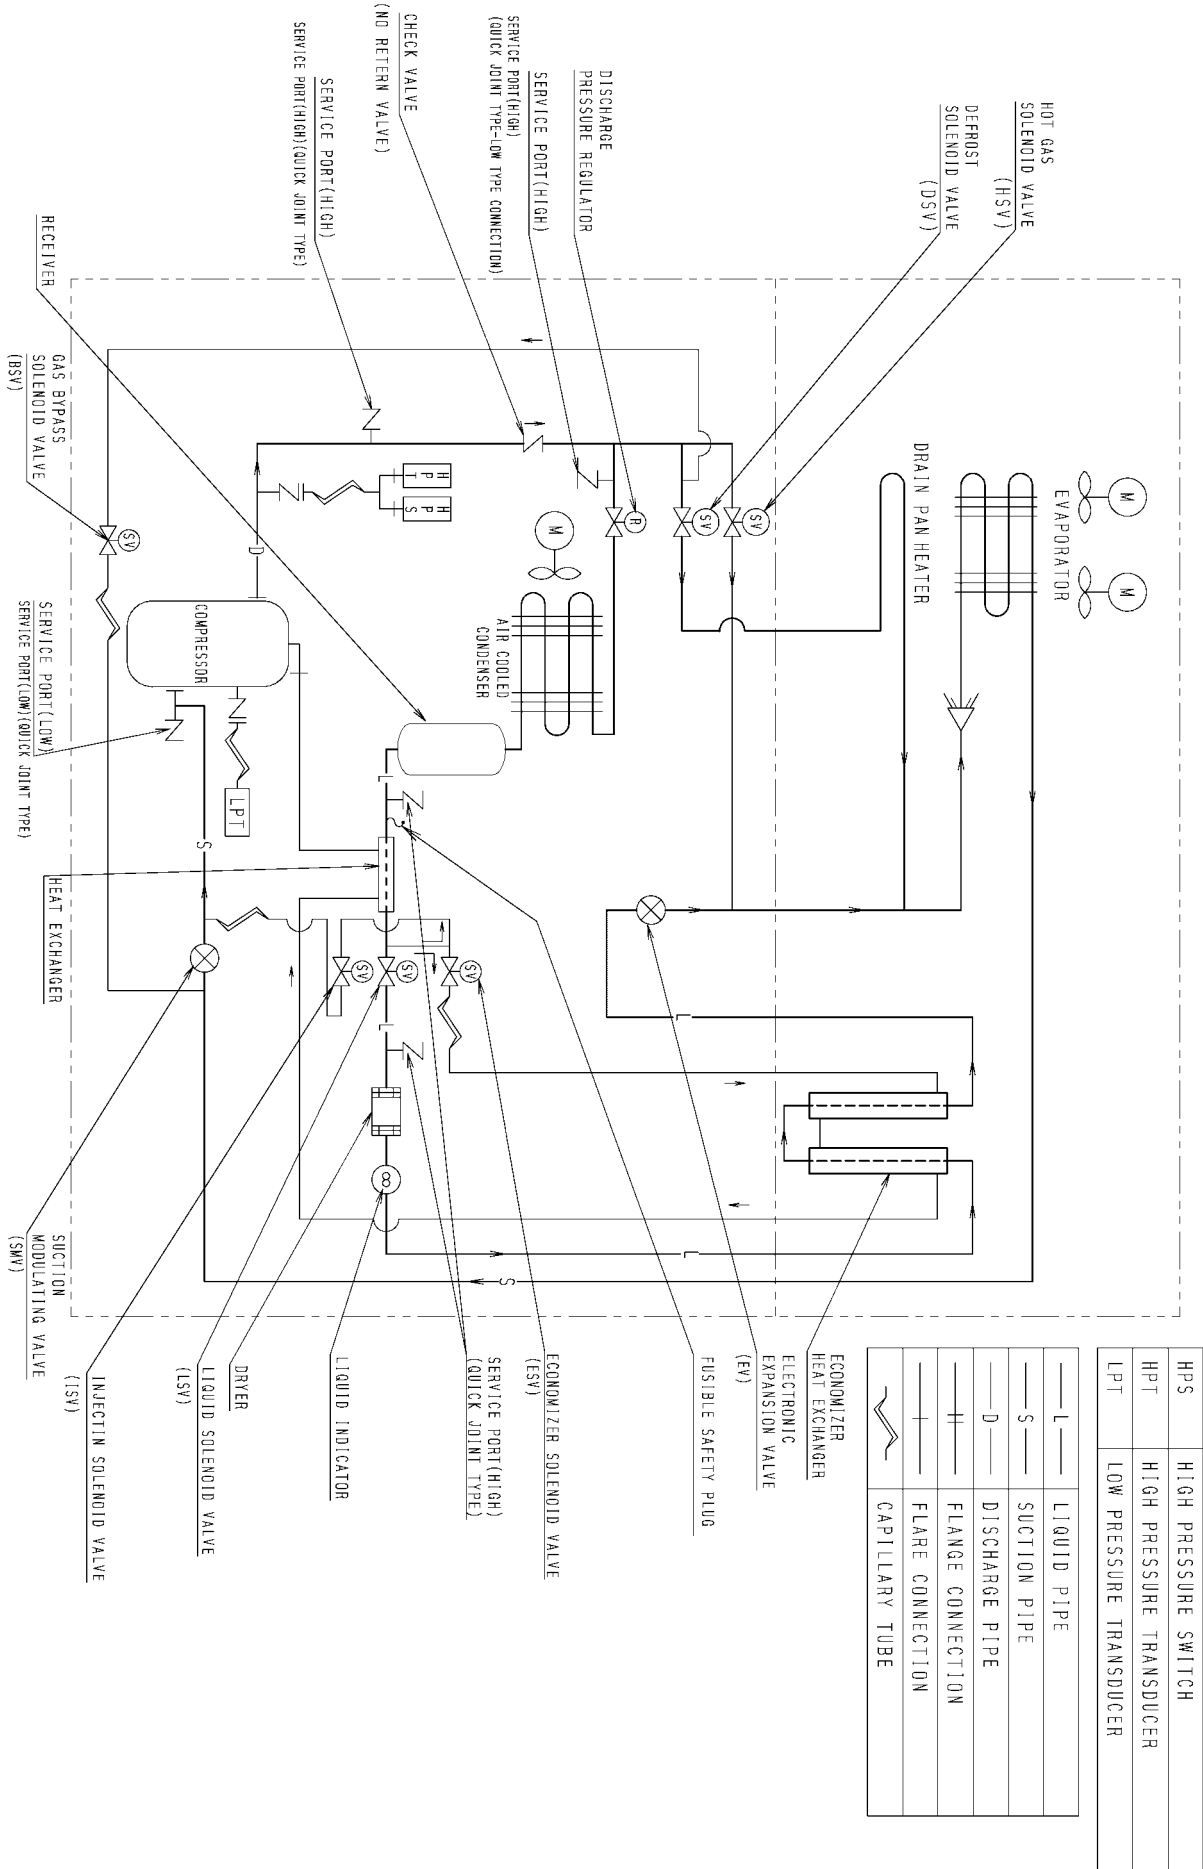 HPS HIGH PRESSURE SWITCH
HPT HIGH PRESSURE TRANSDUCER
LPT LOW PRESSURE TRANSDUCER
L LIQUID PIPE
S SUCTION PIPE
D DISCHARGE PIPE
FLANGE CONNECTION
FLARE CONNECTION
CAPILLARY TUBE
HOT GAS
SOLENOID VALVE
(HSV)
DEFROST
SOLENOID VALVE
(DSV)
DISCHARGE
PRESSURE REGULATOR
SERVICE PORT(HIGH)
SERVICE PORT(HIGH)
(QUICK JOINT TYPE-LOW TYPE CONNECTION)
CHECK VALVE
(NO RETERN VALVE)
SERVICE PORT(HIGH)
SERVICE PORT(HIGH)(QUICK JOINT TYPE)
RECEIVER
GAS BYPASS
SOLENOID VALVE
(BSV)
SERVICE PORT(LOW)
SERVICE PORT(LOW)(QUICK JOINT TYPE)
HEAT EXCHANGER
M
M
EVAPORATOR
DRAIN PAN HEATER
SV
SV
R
M
AIR COOLED
CONDENSER
HPT
HPS
D
SV
COMPRESSOR
LPT
S
L
SV
SV
SV
L
L
L
S
ECONOMIZER
HEAT EXCHANGER
ELECTRONIC
EXPANSION VALVE
(EV)
FUSIBLE SAFETY PLUG
ECONOMIZER SOLENOID VALVE
(ESV)
SERVICE PORT(HIGH)
(QUICK JOINT TYPE)
LIQUID INDICATOR
DRYER
LIQUID SOLENOID VALVE
(LSV)
INJECTIN SOLENOID VALVE
(ISV)
SUCTION
MODULATING VALVE
(SMV)